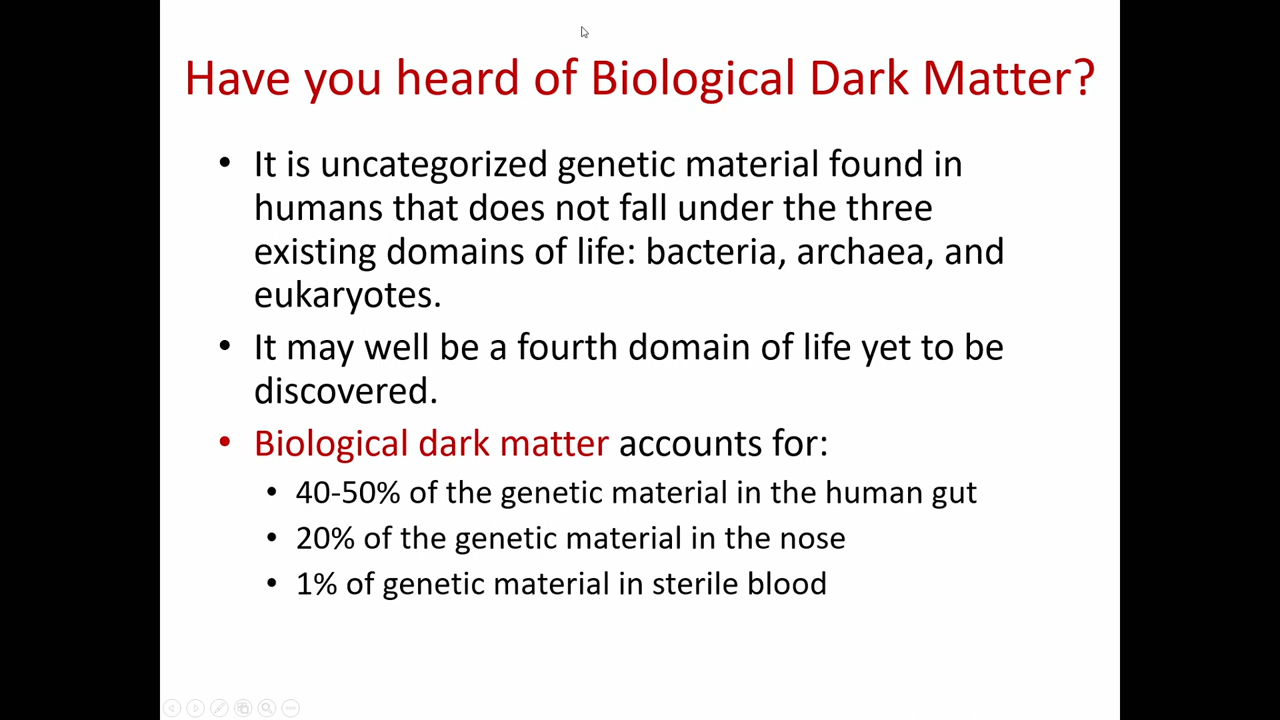 Have you heard of Biological Dark Matter?
• It is uncategorized genetic material found in
humans that does not fall under the three
existing domains of life: bacteria, archaea, and
eukaryotes.
• It may well be a fourth domain of life yet to be
discovered.
• Biological dark matter accounts for:
• 40-50% of the genetic material in the human gut
• 20% of the genetic material in the nose
• 1% of genetic material in sterile blood